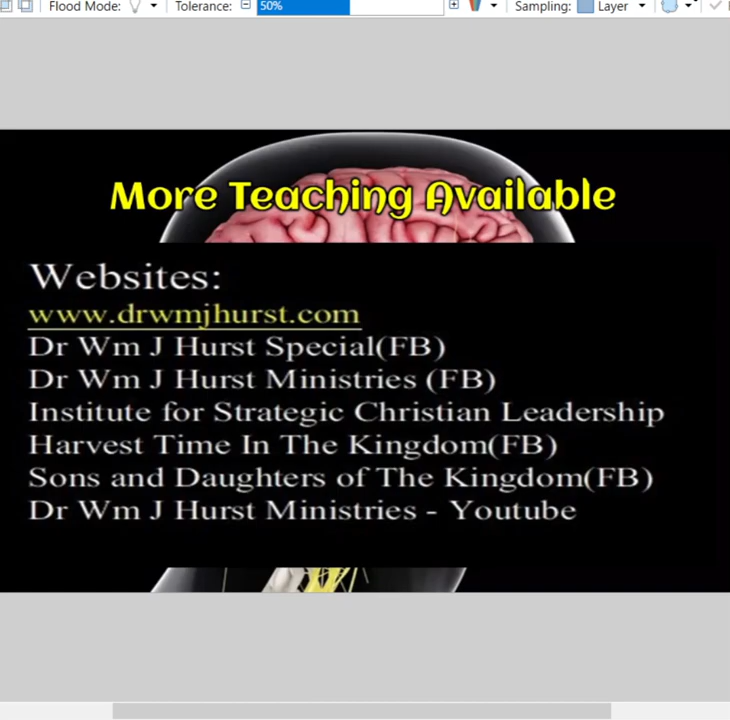 Flood Mode: Tolerance: 50% Sampling: Layer
More Teaching Available
Websites:
www.drwmjhurst.com
Dr Wm J Hurst Special(FB)
Dr Wm J Hurst Ministries (FB)
Institute for Strategic Christian Leadership
Harvest Time In The Kingdom(FB)
Sons and Daughters of The Kingdom(FB)
Dr Wm J Hurst Ministries - Youtube